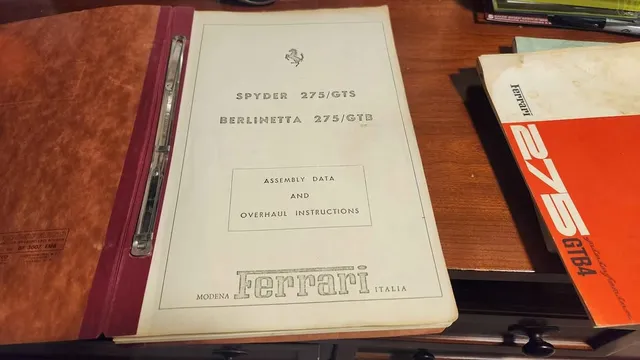 SPYDER 275/GTS
BERLINETTA 275/GTB
ASSEMBLY DATA
AND
OVERHAUL INSTRUCTIONS
MODENA Ferrari ITALIA
Ferrari
275
GTB4